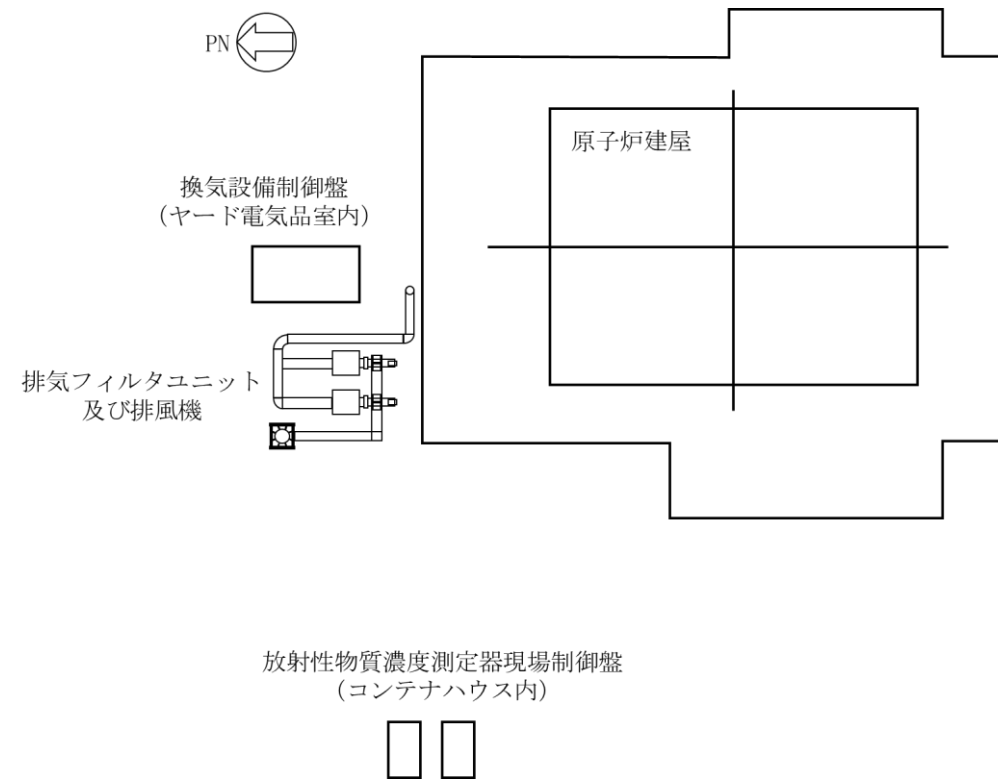 PN
原子炉建屋
換気設備制御盤
（ヤード電気品室内）
排気フィルタユニット
及び排風機
放射性物質濃度測定器現場制御盤
（コンテナハウス内）